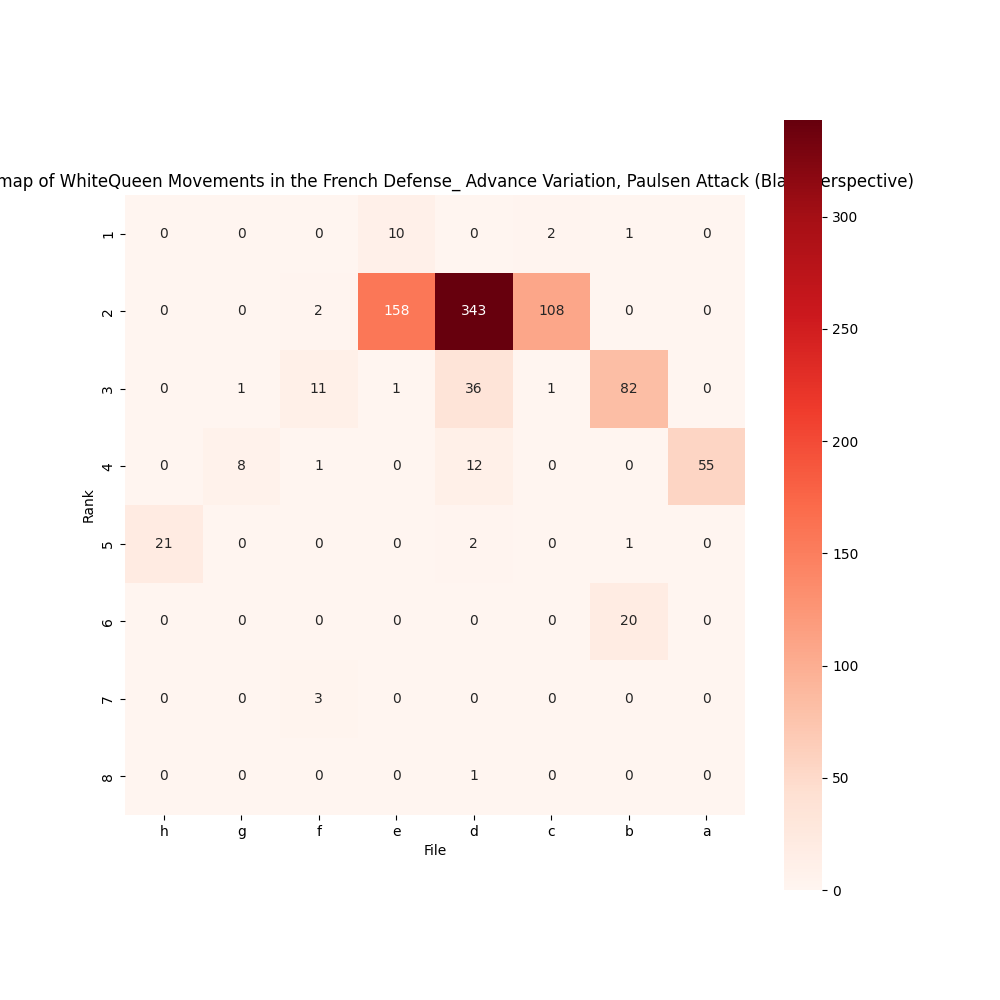 map of WhiteQueen Movements in the French Defense_ Advance Variation, Paulsen Attack (Bla erspective)
1 0 0 0 10 0 2 1 0
2 0 0 2 158 343 108 0 0
3 0 1 11 1 36 1 82 0
4 0 8 1 0 12 0 0 55
5 21 0 0 0 2 0 1 0
6 0 0 0 0 0 0 20 0
7 0 0 3 0 0 0 0 0
8 0 0 0 0 1 0 0 0
Rank
h g f e d c b a
File
300
250
200
150
100
50
0